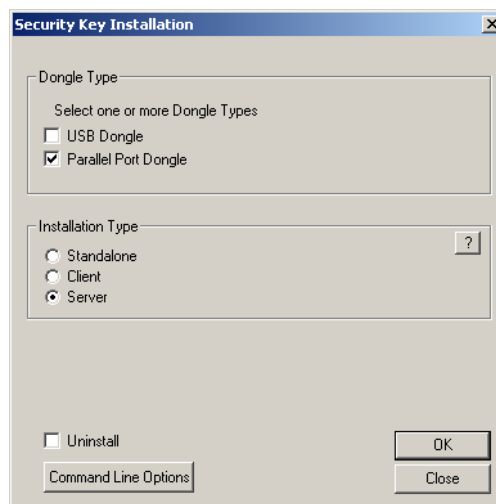 Security Key Installation
Dongle Type
Select one or more Dongle Types
USB Dongle
Parallel Port Dongle
Installation Type
?
Standalone
Client
Server
Uninstall
OK
Command Line Options
Close